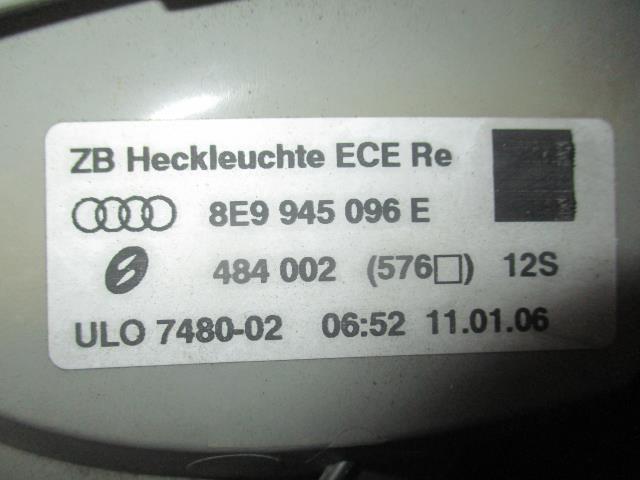 ZB Heckleuchte ECE Re
8E9 945 096 E
484 002 (576□) 12S
ULO 7480-02 06:52 11.01.06